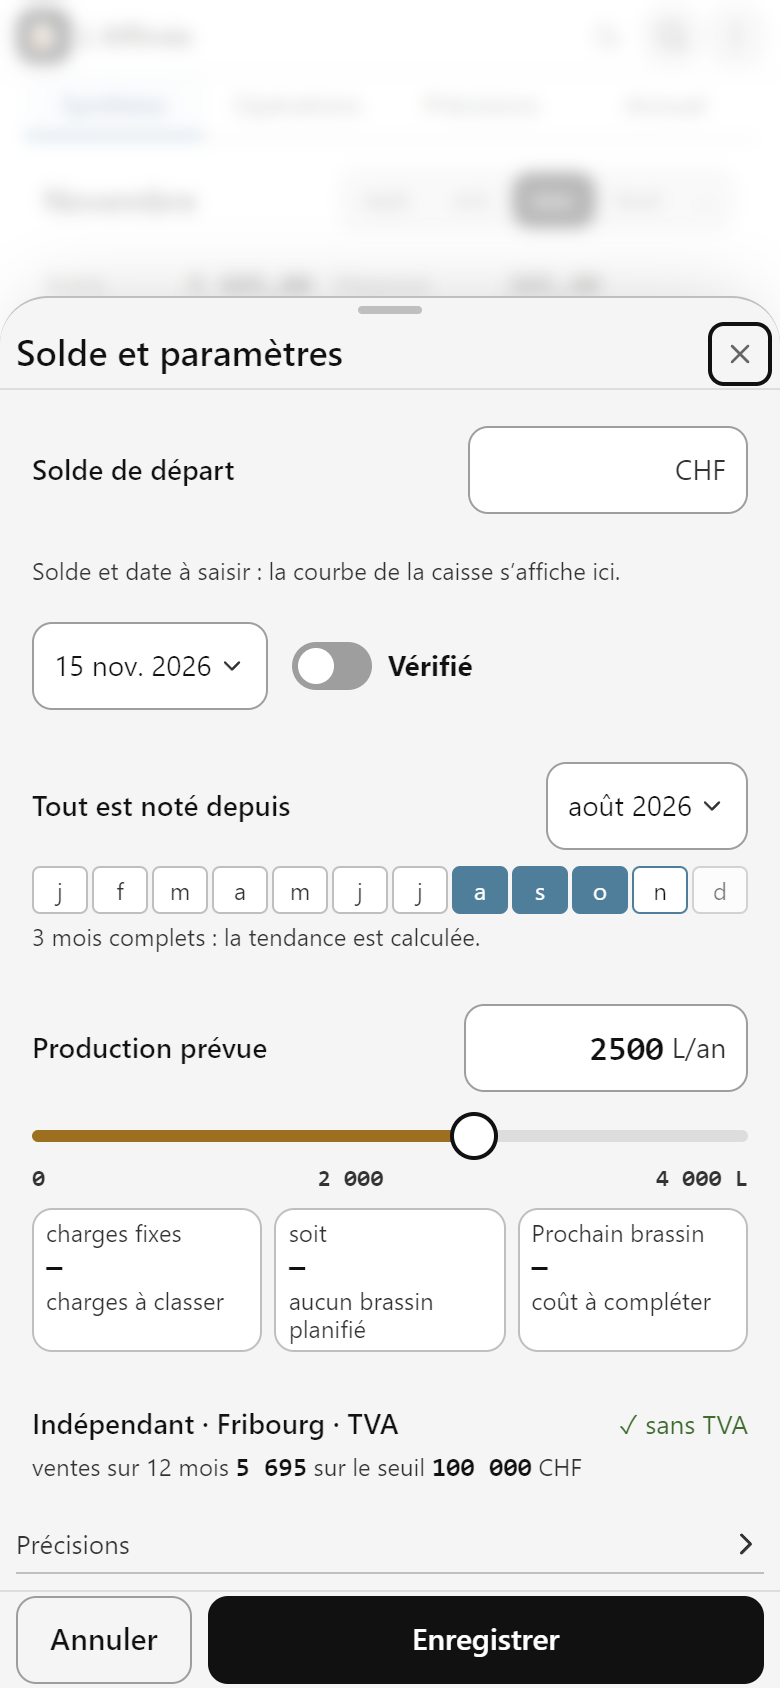 Solde et paramètres
Solde de départ
CHF
Solde et date à saisir : la courbe de la caisse s’affiche ici.
15 nov. 2026
Vérifié
Tout est noté depuis
août 2026
j f m a m j j a s o n d
3 mois complets : la tendance est calculée.
Production prévue
2500 L/an
0 2 000 4 000 L
charges fixes
–
charges à classer
soit
–
aucun brassin
planifié
Prochain brassin
–
coût à compléter
Indépendant · Fribourg · TVA
✓ sans TVA
ventes sur 12 mois 5 695 sur le seuil 100 000 CHF
Précisions
Annuler
Enregistrer